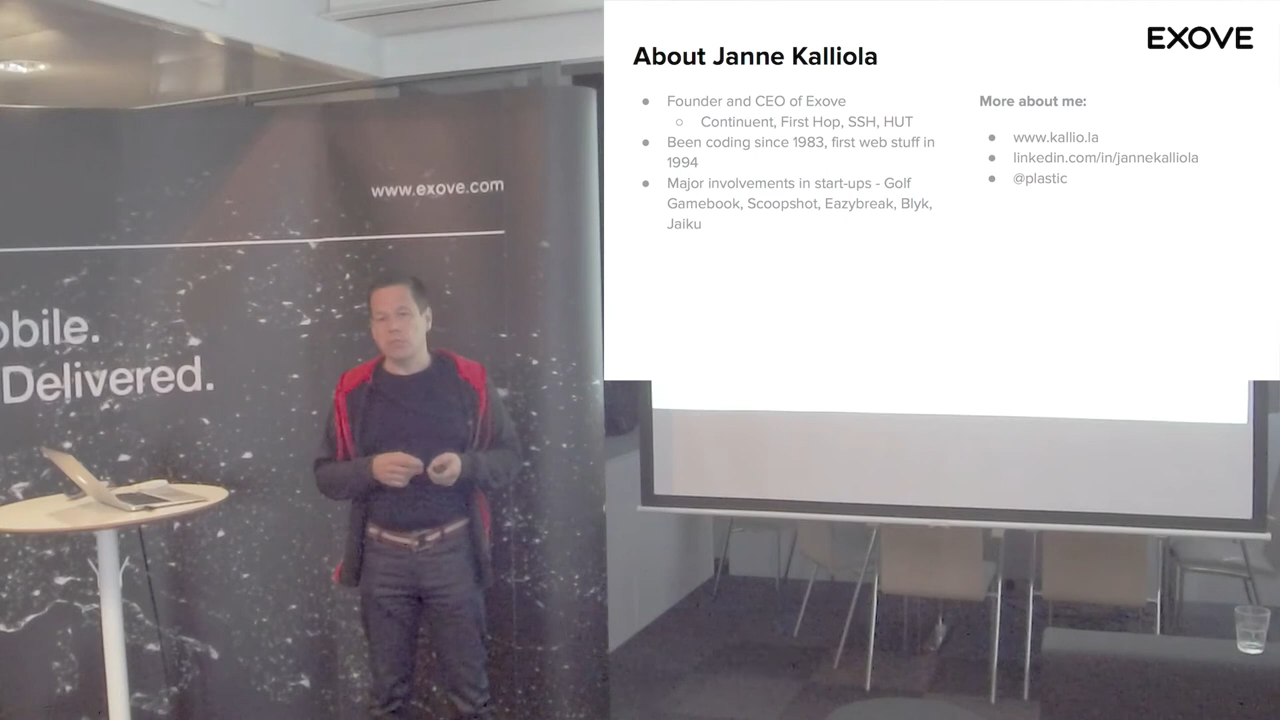 www.exove.com
obile.
Delivered.
EXOVE
About Janne Kalliola
● Founder and CEO of Exove
○ Continuent, First Hop, SSH, HUT
● Been coding since 1983, first web stuff in
1994
● Major involvements in start-ups - Golf
Gamebook, Scoopshot, Eazybreak, Blyk,
Jaiku
More about me:
● www.kallio.la
● linkedin.com/in/jannekalliola
● @plastic